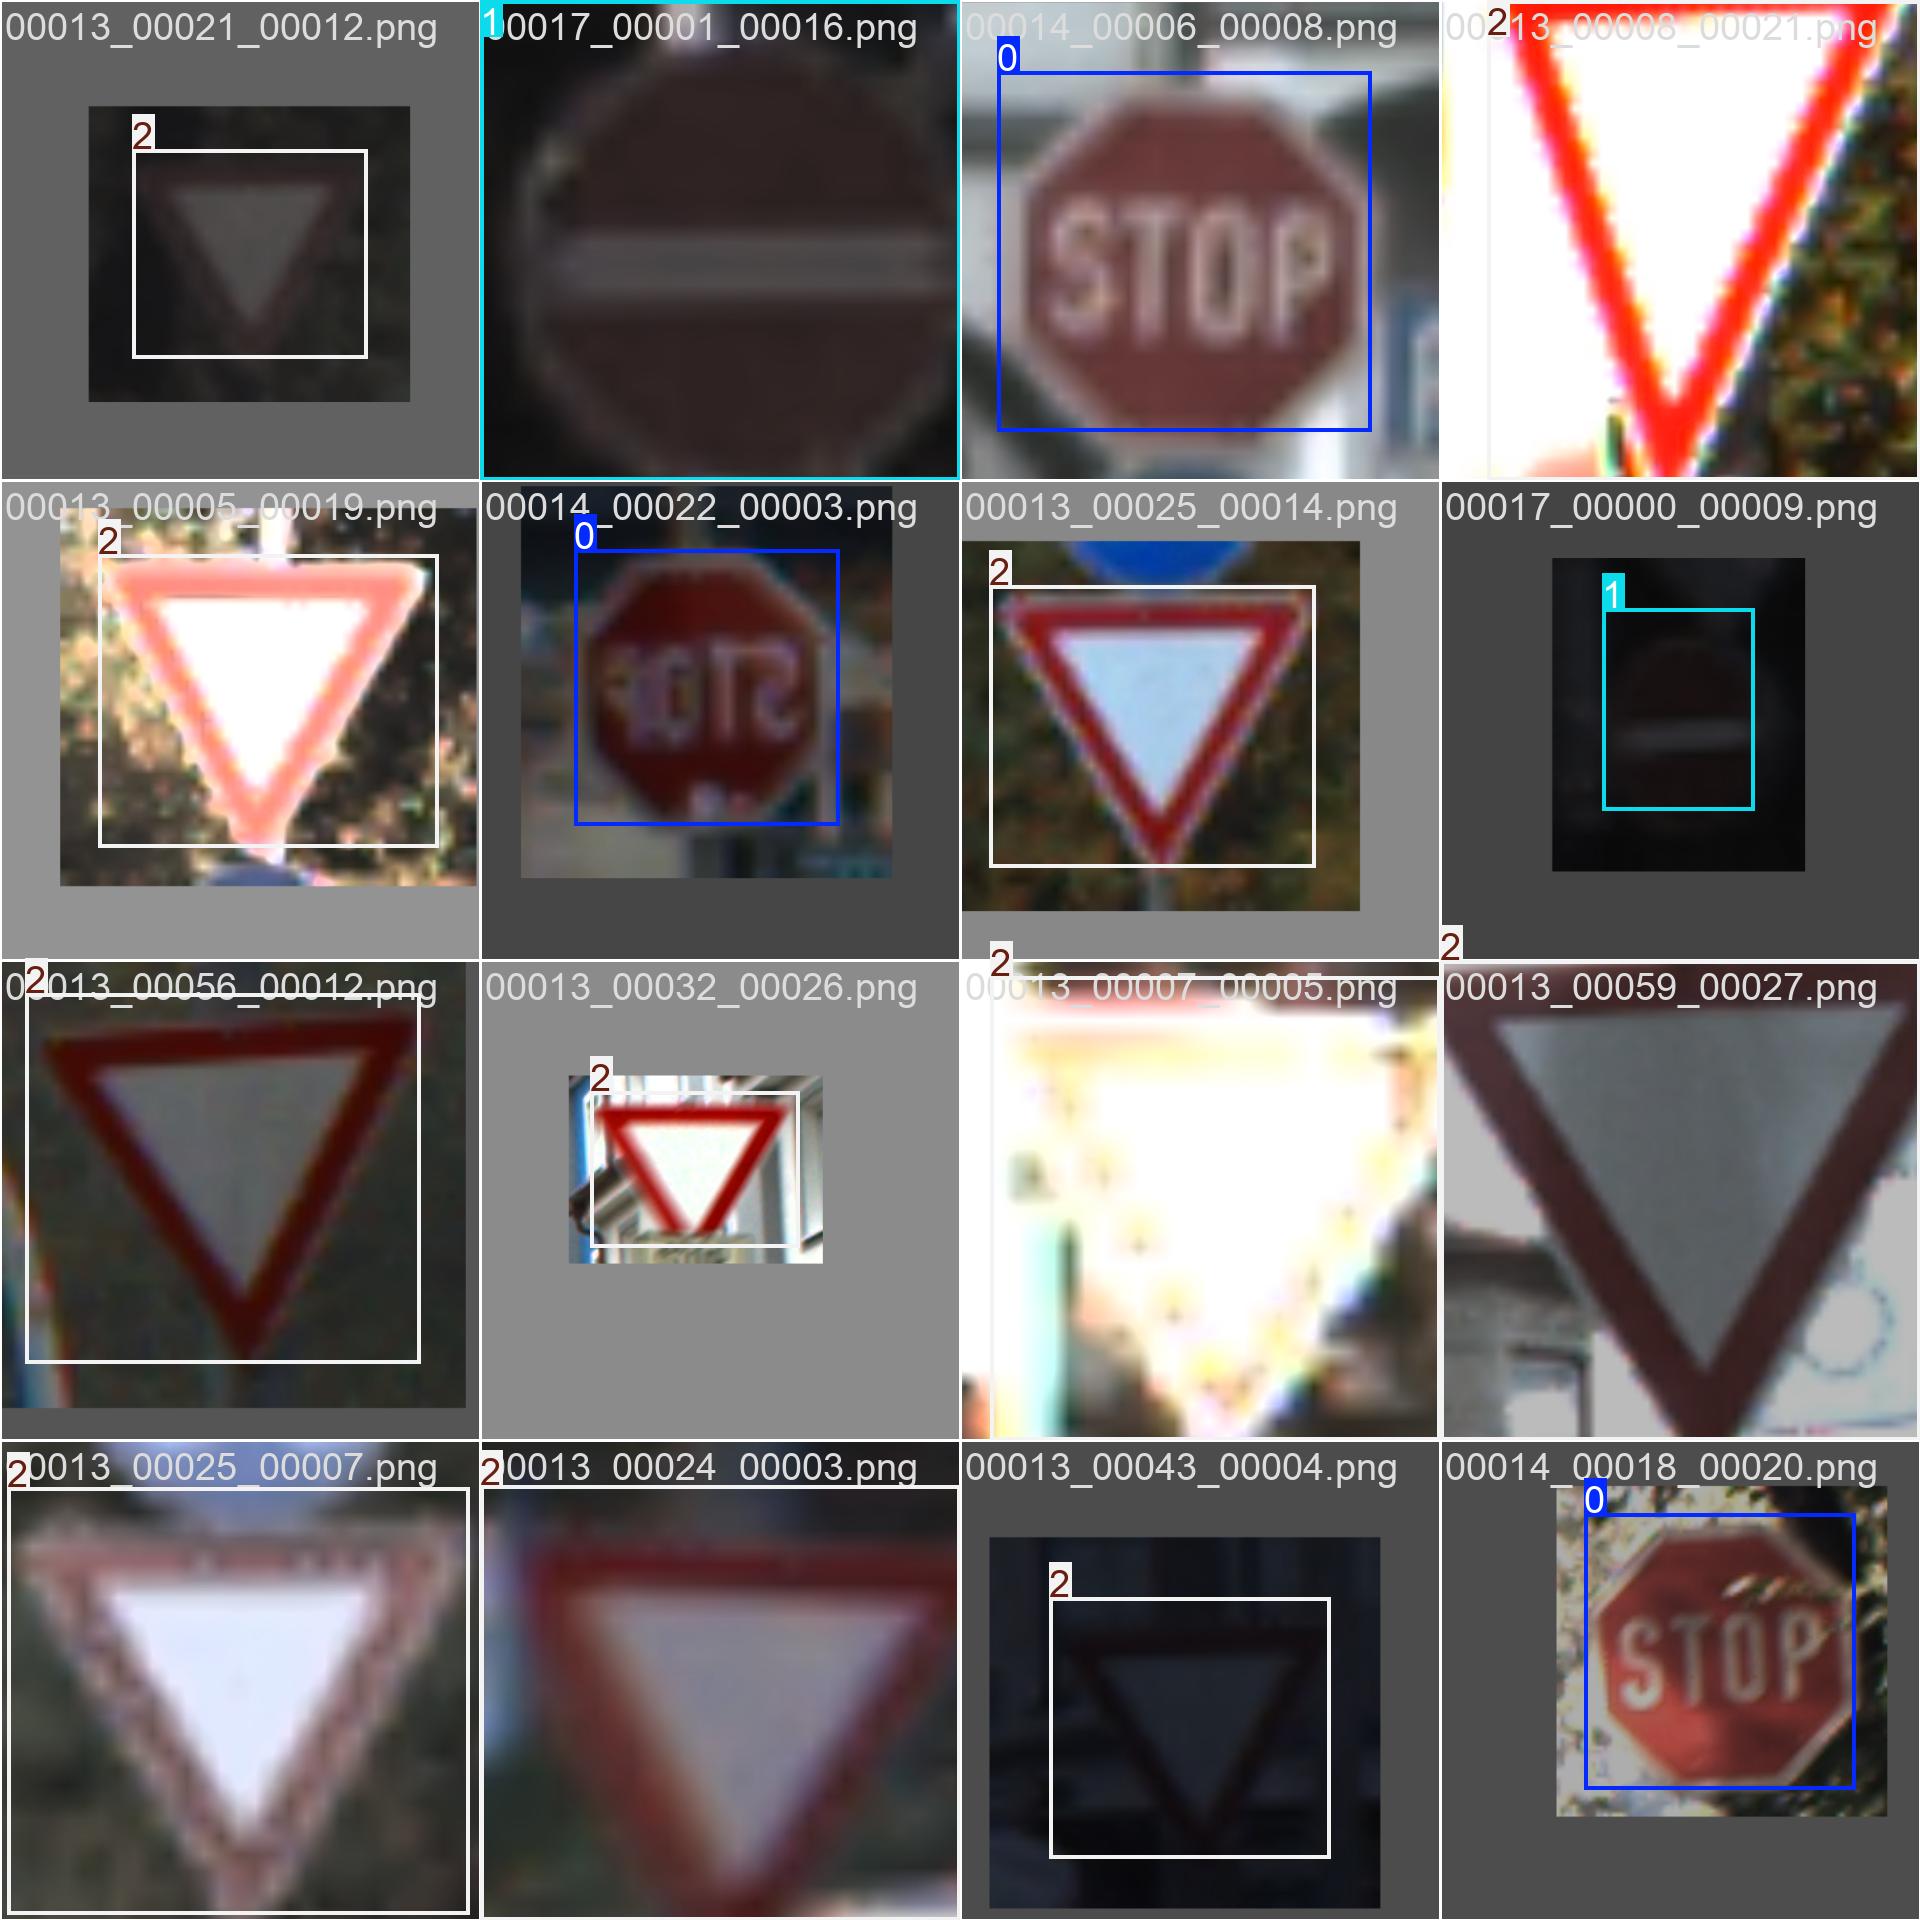 00013_00021_00012.png
1
00017_00001_00016.png
00014_00006_00008.png
0
STOP
2
00013_00008_00021.png
2
00013_00005_00019.png
2
00014_00022_00003.png
0
STOP
00013_00025_00014.png
2
00017_00000_00009.png
1
00013_00056_00012.png
2
00013_00032_00026.png
2
00013_00007_00005.png
2
00013_00059_00027.png
2
00013_00025_00007.png
2
00013_00024_00003.png
2
00013_00043_00004.png
2
00014_00018_00020.png
0
STOP